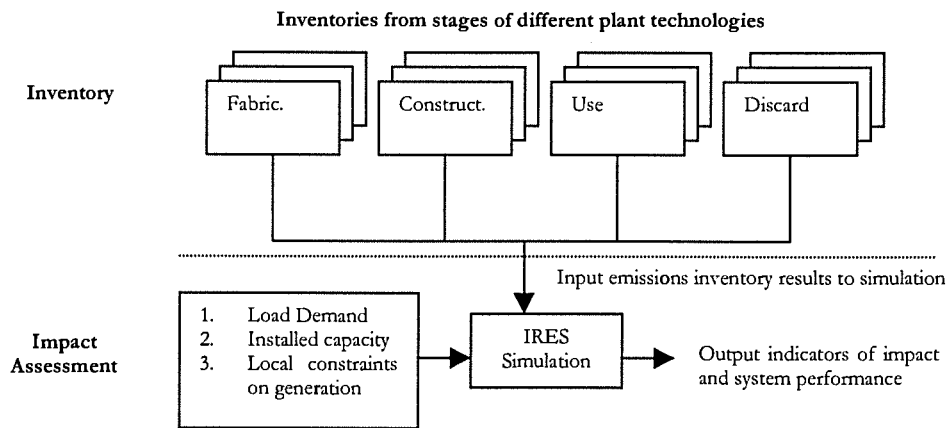 Inventories from stages of different plant technologies
Inventory
Fabric.
Construct.
Use
Discard
Input emissions inventory results to simulation
Impact
Assessment
1. Load Demand
2. Installed capacity
3. Local constraints
on generation
IRES
Simulation
Output indicators of impact
and system performance